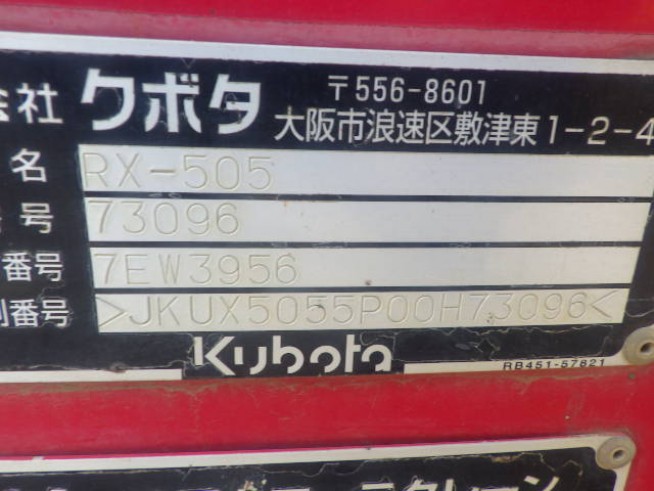 会社 クボタ 〒556-8601
大阪市浪速区敷津東1-2-4
名 RX-505
号 73096
番号 7EW3956
別番号 >JKUX5055P00H73096<
Kubota RB451-57821